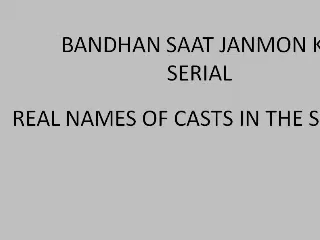 BANDHAN SAAT JANMON K
SERIAL
REAL NAMES OF CASTS IN THE S